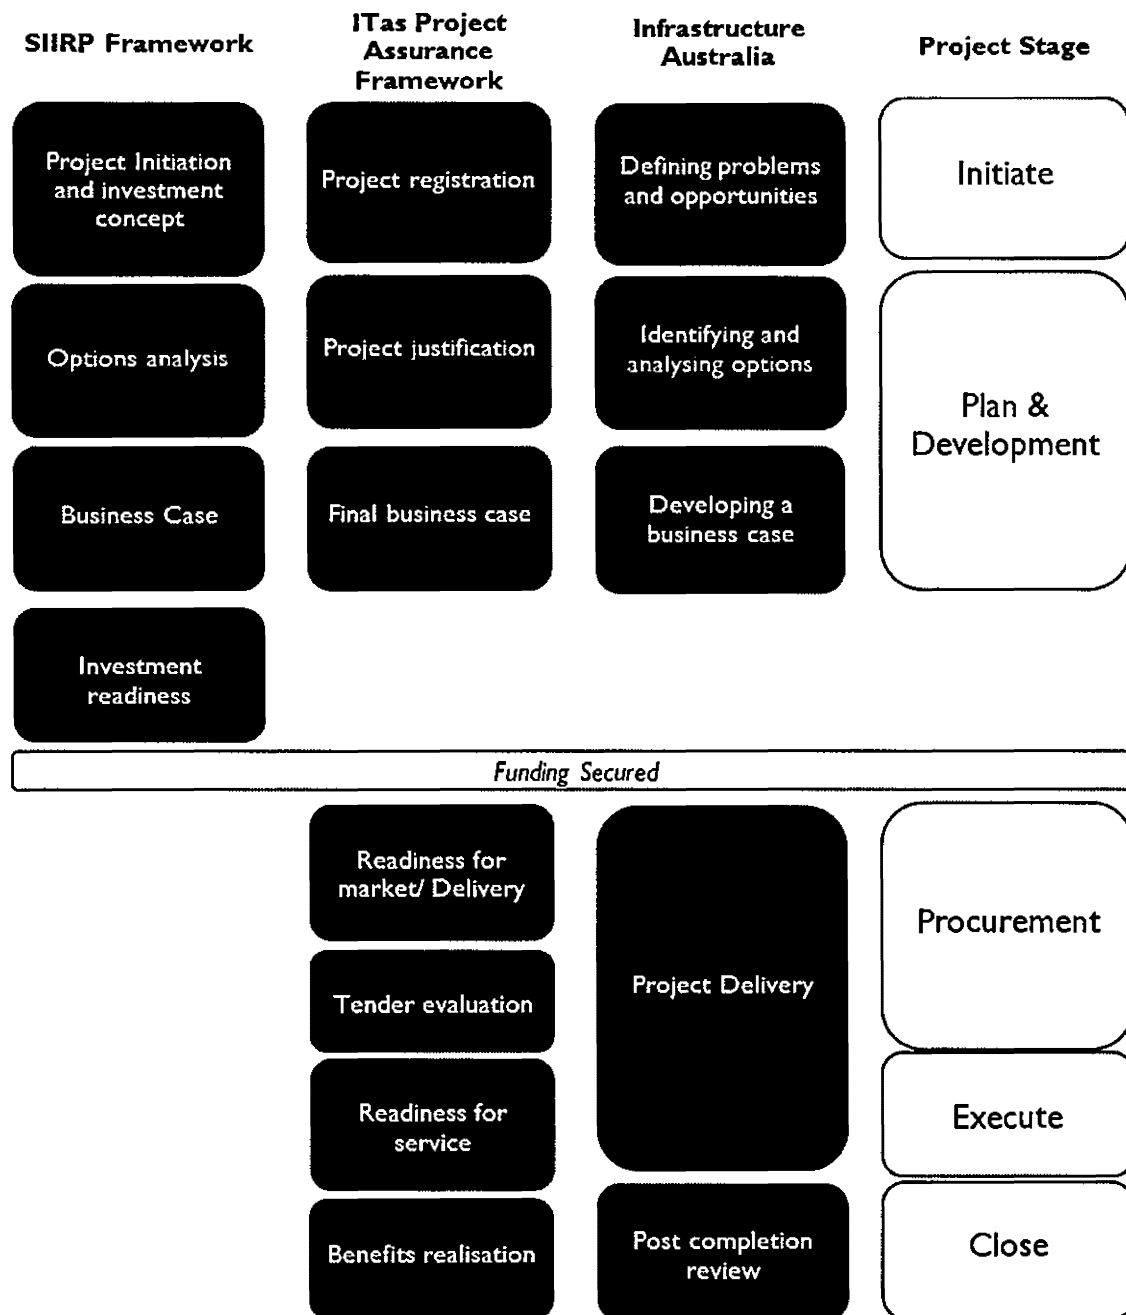 SIIRP Framework
ITas Project
Assurance
Framework
Infrastructure
Australia
Project Stage
Project Initiation
and investment
concept
Project registration
Defining problems
and opportunities
Initiate
Options analysis
Project justification
Identifying and
analysing options
Plan &
Development
Business Case
Final business case
Developing a
business case
Investment
readiness
Funding Secured
Readiness for
market/ Delivery
Project Delivery
Procurement
Tender evaluation
Readiness for
service
Execute
Benefits realisation
Post completion
review
Close